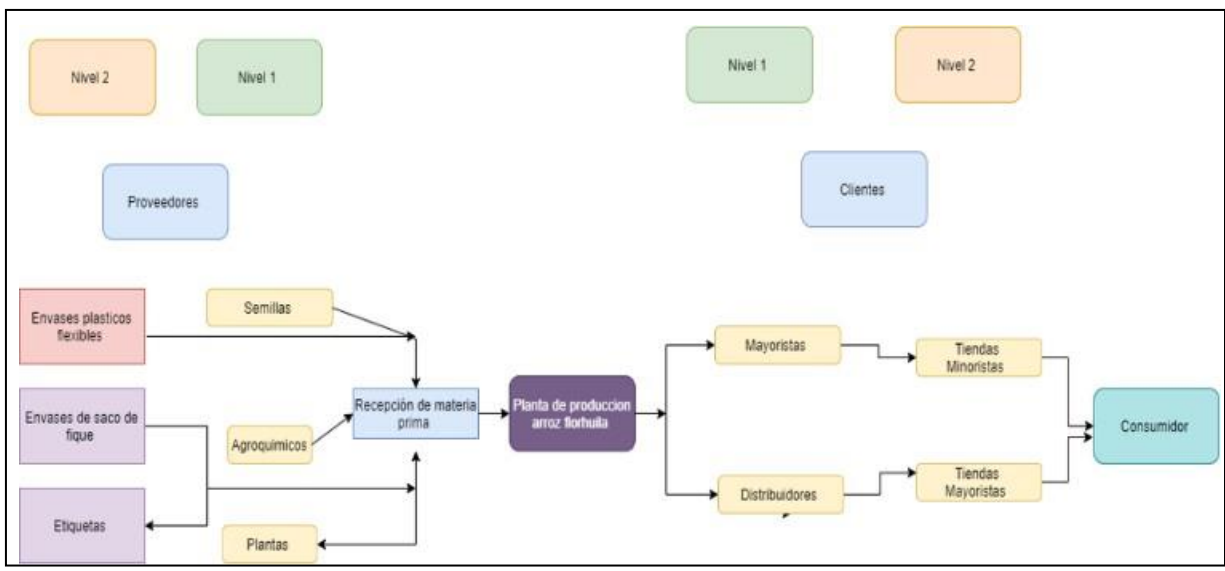 Nivel 2
Nivel 1
Nivel 1
Nivel 2
Proveedores
Clientes
Envases plasticos
flexibles
Semillas
Envases de saco de
fique
Agroquímicos
Recepción de materia
prima
Etiquetas
Plantas
Planta de produccion
arroz florhuila
Mayoristas
Tiendas
Minoristas
Distribuidores
Tiendas
Mayoristas
Consumidor